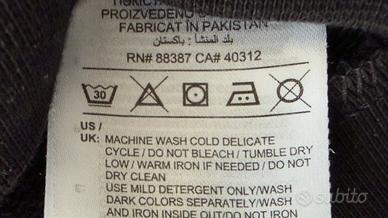 PROIZVEDENO U PAKISTANU
FABRICAT ÎN PAKISTAN
بلد المنشأ : باكستان
RN# 88387 CA# 40312
30
US /
UK: MACHINE WASH COLD DELICATE
CYCLE / DO NOT BLEACH / TUMBLE DRY
LOW / WARM IRON IF NEEDED / DO NOT
DRY CLEAN
USE MILD DETERGENT ONLY/WASH
DARK COLORS SEPARATELY/WASH
AND IRON INSIDE OUT/DO NOT IRON
subito